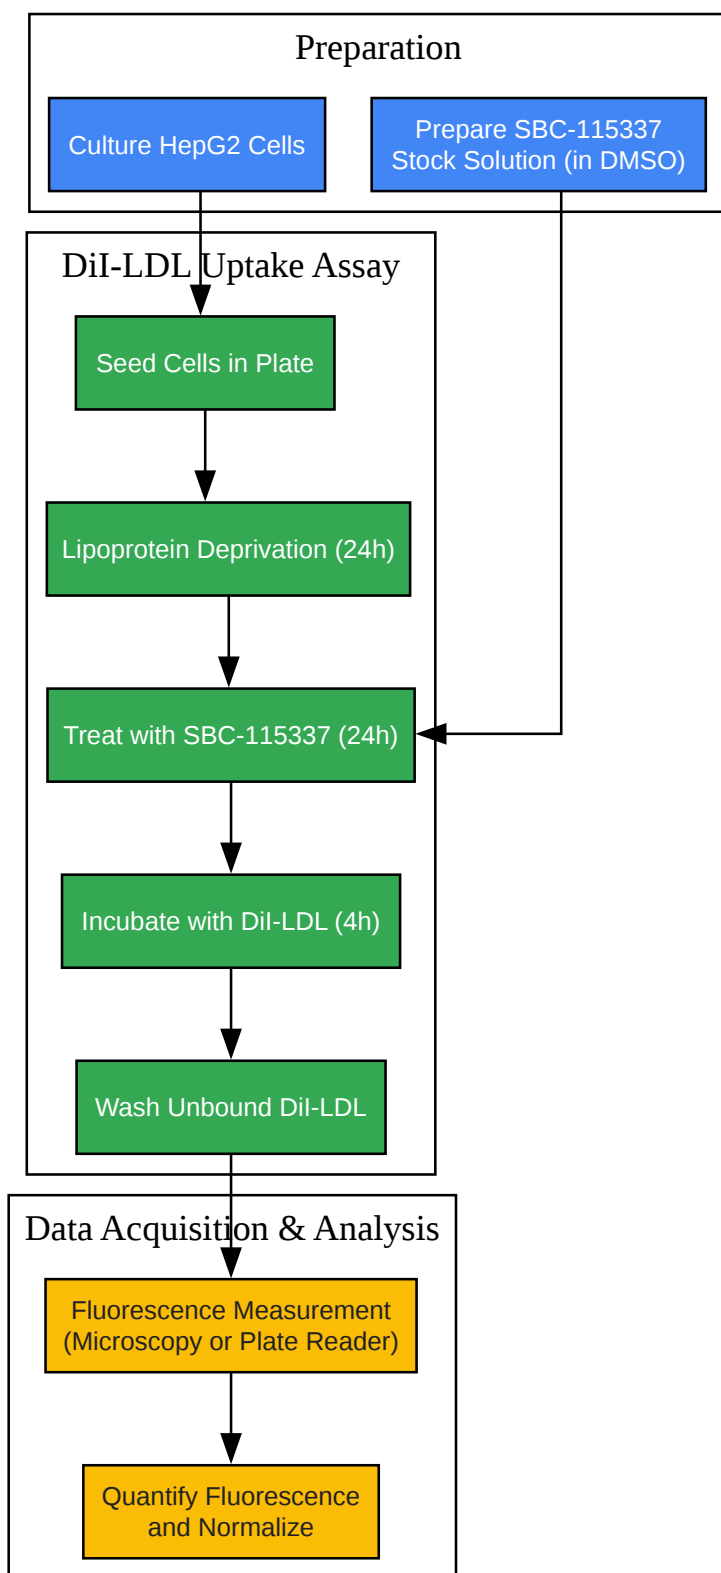 Preparation
Culture HepG2 Cells
Prepare SBC-115337
Stock Solution (in DMSO)
DiI-LDL Uptake Assay
Seed Cells in Plate
Lipoprotein Deprivation (24h)
Treat with SBC-115337 (24h)
Incubate with DiI-LDL (4h)
Wash Unbound DiI-LDL
Data Acquisition & Analysis
Fluorescence Measurement
(Microscopy or Plate Reader)
Quantify Fluorescence
and Normalize